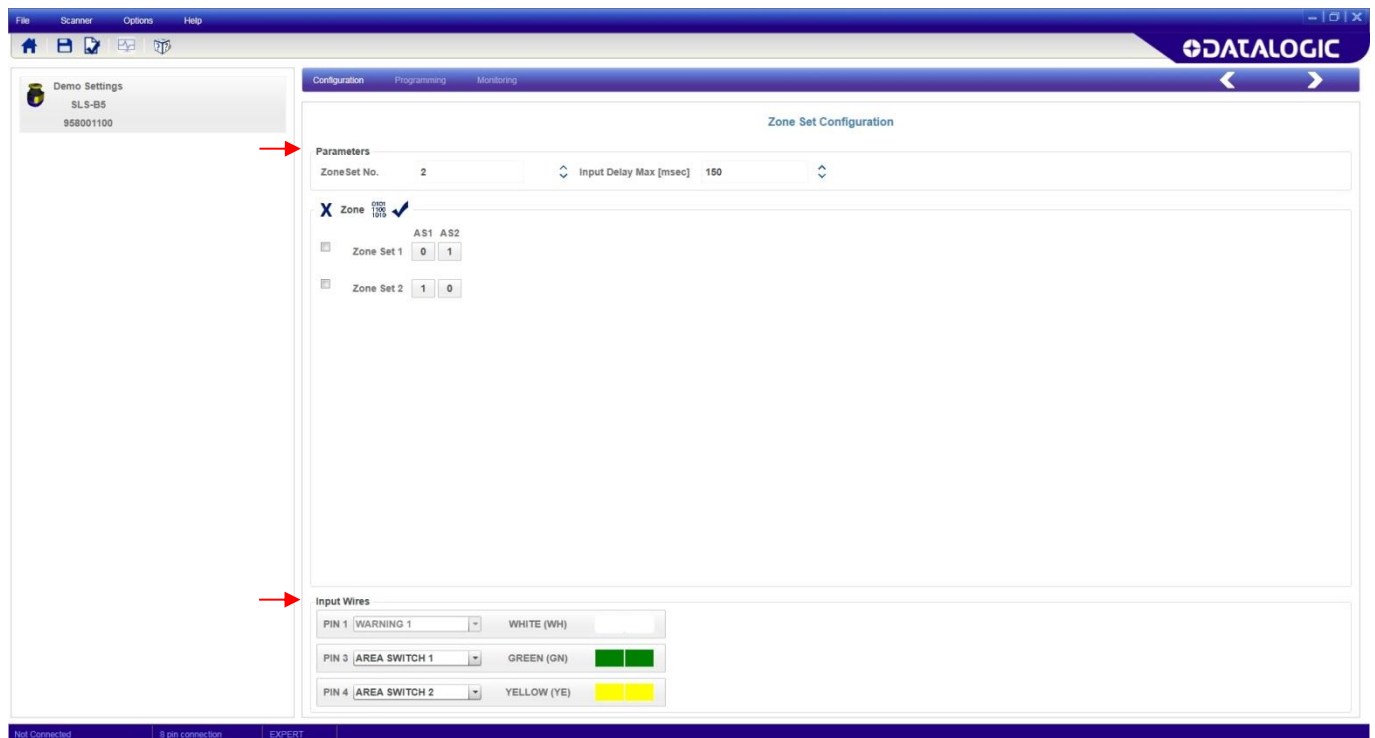 File Scanner Options Help
DATALOGIC
Demo Settings
SLS-B5
958001100
Configuration Programming Monitoring
Zone Set Configuration
Parameters
ZoneSet No. 2 Input Delay Max [msec] 150
X Zone 0101 1100 1015
AS1 AS2
Zone Set 1 0 1
Zone Set 2 1 0
Input Wires
PIN 1 WARNING 1 WHITE (WH)
PIN 3 AREA SWITCH 1 GREEN (GN)
PIN 4 AREA SWITCH 2 YELLOW (YE)
Not Connected 8 pin connection EXPERT